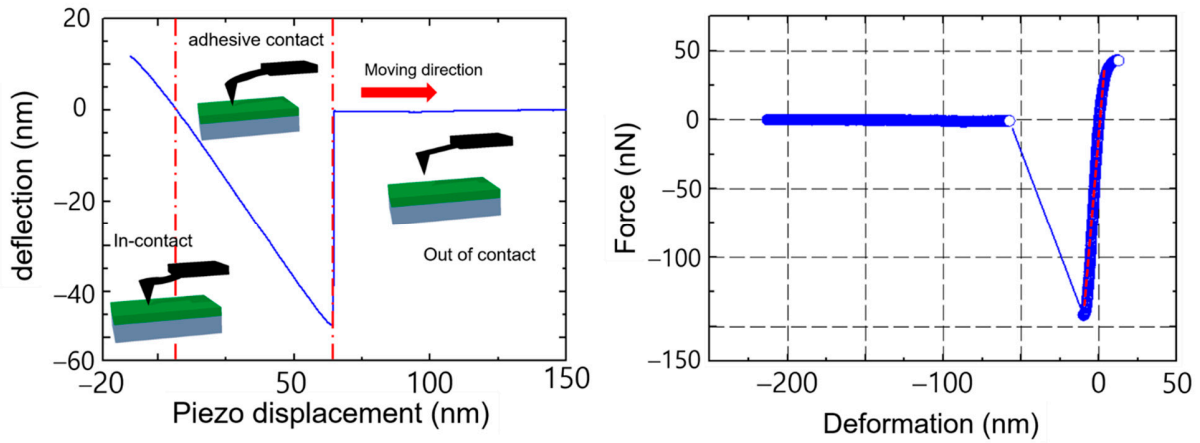 20
0
−20
−40
−60
−20
50
100
150
deflection (nm)
Piezo displacement (nm)
adhesive contact
Moving direction
In-contact
Out of contact
50
0
−50
−100
−150
−200
−100
0
50
Force (nN)
Deformation (nm)